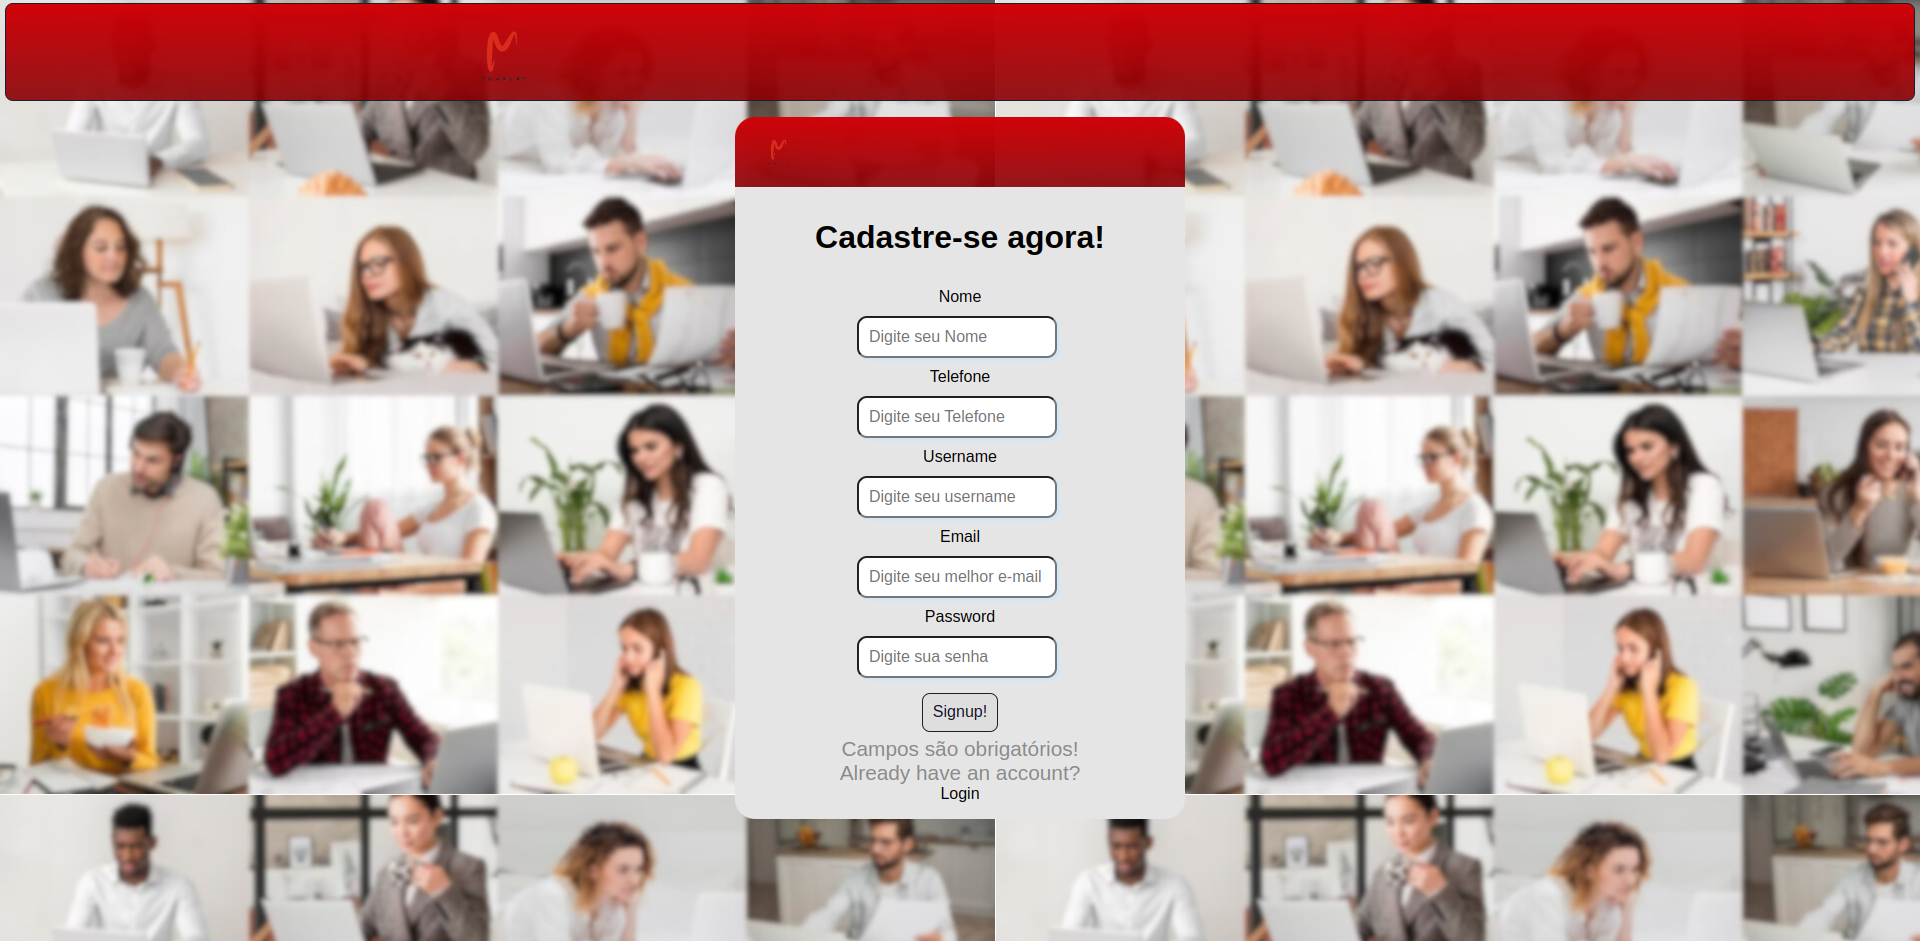 Cadastre-se agora!
Nome
Digite seu Nome
Telefone
Digite seu Telefone
Username
Digite seu username
Email
Digite seu melhor e-mail
Password
Digite sua senha
Signup!
Campos são obrigatórios!
Already have an account?
Login